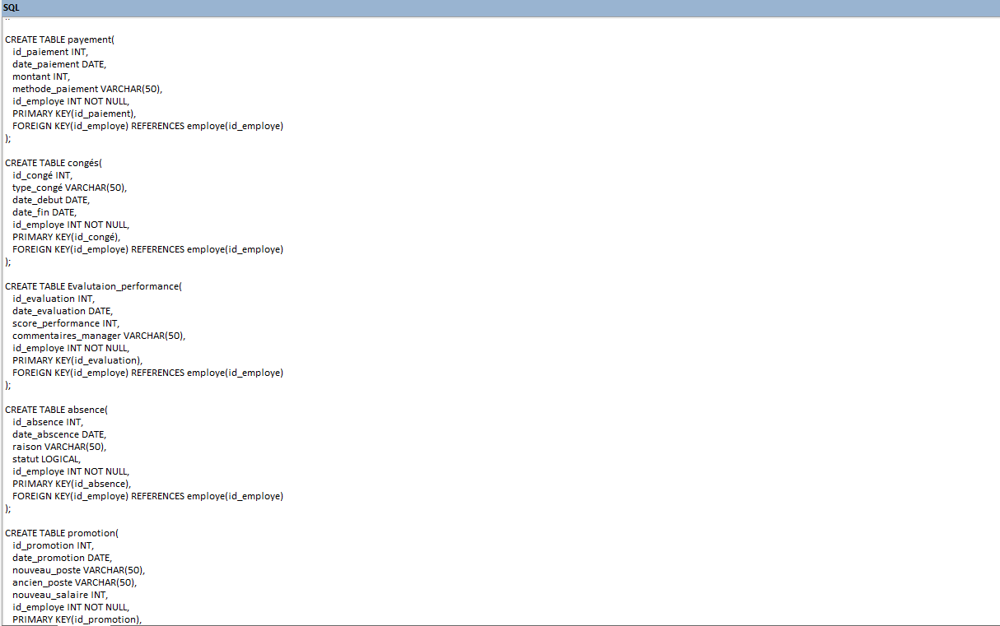 SQL
CREATE TABLE payement(
id_paiement INT,
date_paiement DATE,
montant INT,
methode_paiement VARCHAR(50),
id_employe INT NOT NULL,
PRIMARY KEY(id_paiement),
FOREIGN KEY(id_employe) REFERENCES employe(id_employe)
);
CREATE TABLE congés(
id_congé INT,
type_congé VARCHAR(50),
date_debut DATE,
date_fin DATE,
id_employe INT NOT NULL,
PRIMARY KEY(id_congé),
FOREIGN KEY(id_employe) REFERENCES employe(id_employe)
);
CREATE TABLE Evalutaion_performance(
id_evaluation INT,
date_evaluation DATE,
score_performance INT,
commentaires_manager VARCHAR(50),
id_employe INT NOT NULL,
PRIMARY KEY(id_evaluation),
FOREIGN KEY(id_employe) REFERENCES employe(id_employe)
);
CREATE TABLE absence(
id_absence INT,
date_abscence DATE,
raison VARCHAR(50),
statut LOGICAL,
id_employe INT NOT NULL,
PRIMARY KEY(id_absence),
FOREIGN KEY(id_employe) REFERENCES employe(id_employe)
);
CREATE TABLE promotion(
id_promotion INT,
date_promotion DATE,
nouveau_poste VARCHAR(50),
ancien_poste VARCHAR(50),
nouveau_salaire INT,
id_employe INT NOT NULL,
PRIMARY KEY(id_promotion),